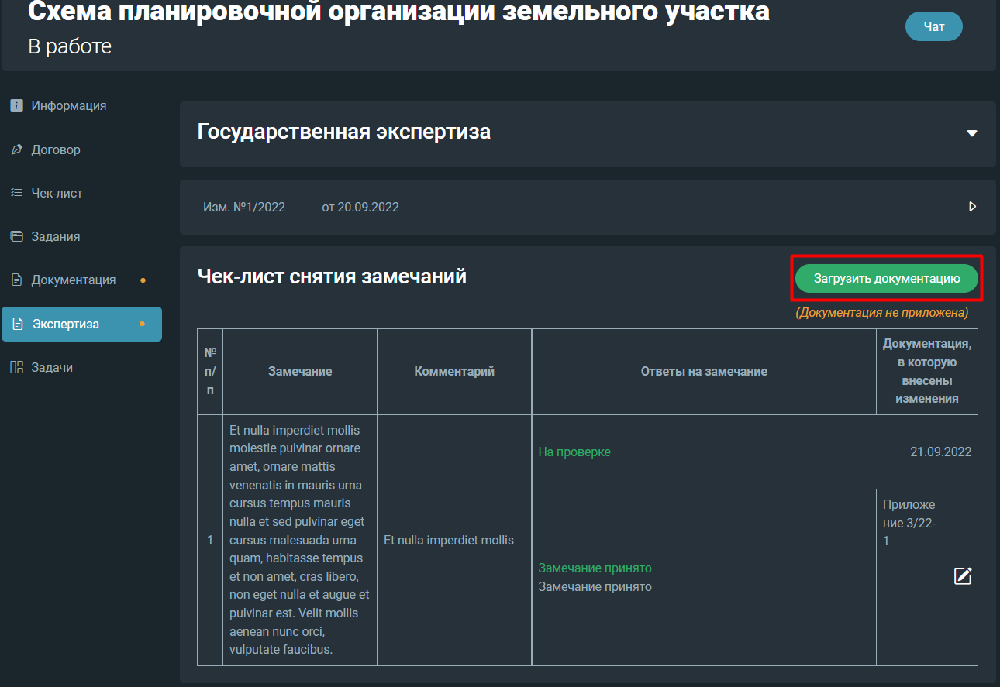 Схема планировочной организации земельного участка
В работе
Чат
Информация
Договор
Чек-лист
Задания
Документация
Экспертиза
Задачи
Государственная экспертиза
Изм. №1/2022 от 20.09.2022
Чек-лист снятия замечаний
Загрузить документацию
(Документация не приложена)
№
п/
п
Замечание
Комментарий
Ответы на замечание
Документация,
в которую
внесены
изменения
1
Et nulla imperdiet mollis
molestie pulvinar ornare
amet, ornare mattis
venenatis in mauris urna
cursus tempus mauris
nulla et sed pulvinar eget
cursus malesuada urna
quam, habitasse tempus
et non amet, cras libero,
non eget nulla et augue et
pulvinar est. Velit mollis
aenean nunc orci,
vulputate faucibus.
Et nulla imperdiet mollis
На проверке
21.09.2022
Замечание принято
Замечание принято
Приложе
ние 3/22-
1